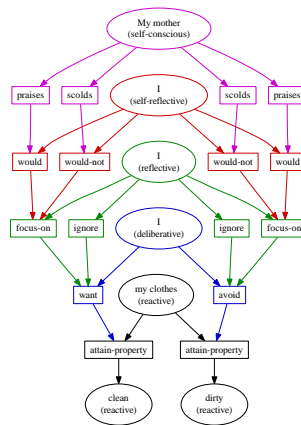 My mother
(self-conscious)
praises scolds scolds praises
I
(self-reflective)
would would-not would-not would
I
(reflective)
focus-on ignore ignore focus-on
I
(deliberative)
want my clothes avoid
(reactive)
attain-property attain-property
clean dirty
(reactive) (reactive)